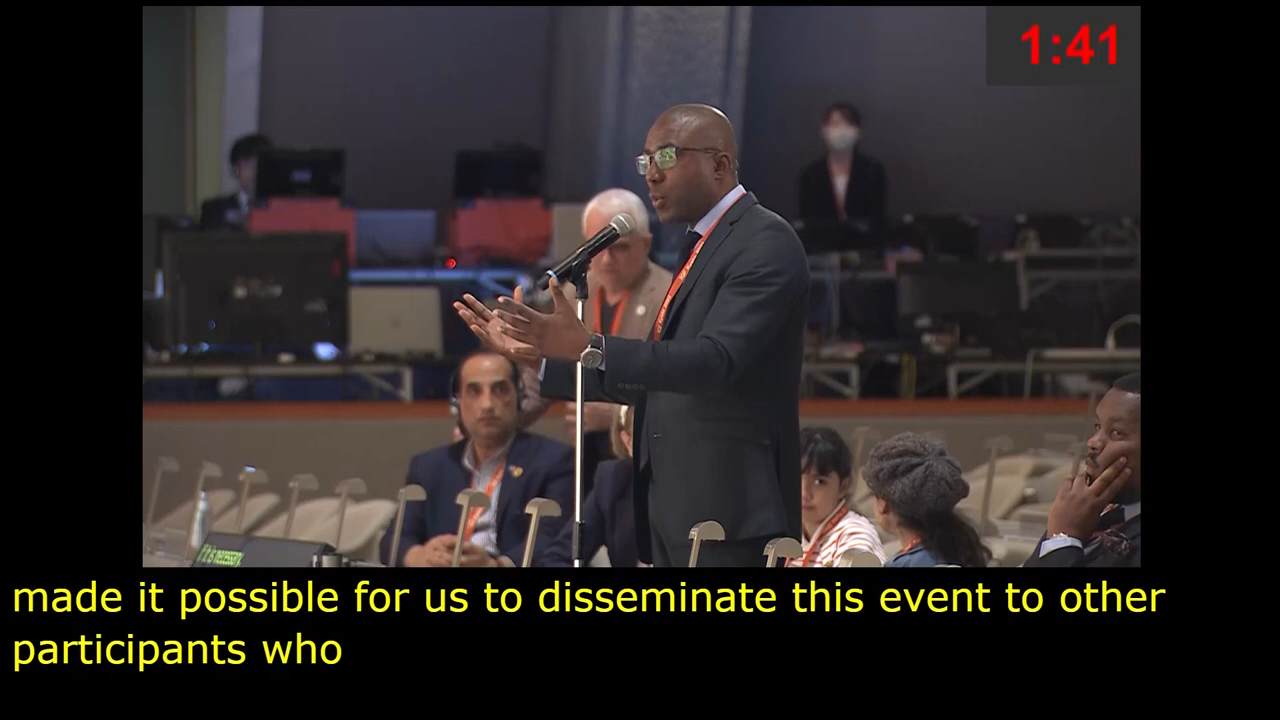 1:41
made it possible for us to disseminate this event to other
participants who